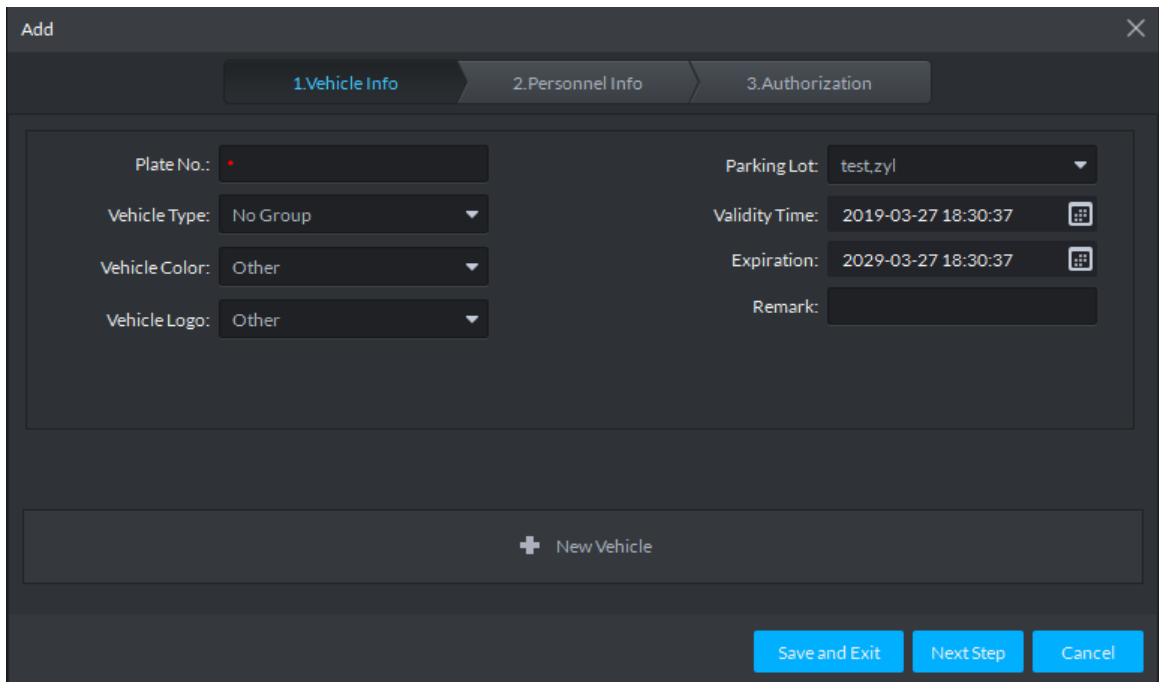 Add
1.Vehicle Info 2.Personnel Info 3.Authorization
Plate No.: * Parking Lot: test,zyl
Vehicle Type: No Group Validity Time: 2019-03-27 18:30:37
Vehicle Color: Other Expiration: 2029-03-27 18:30:37
Vehicle Logo: Other Remark:
New Vehicle
Save and Exit Next Step Cancel